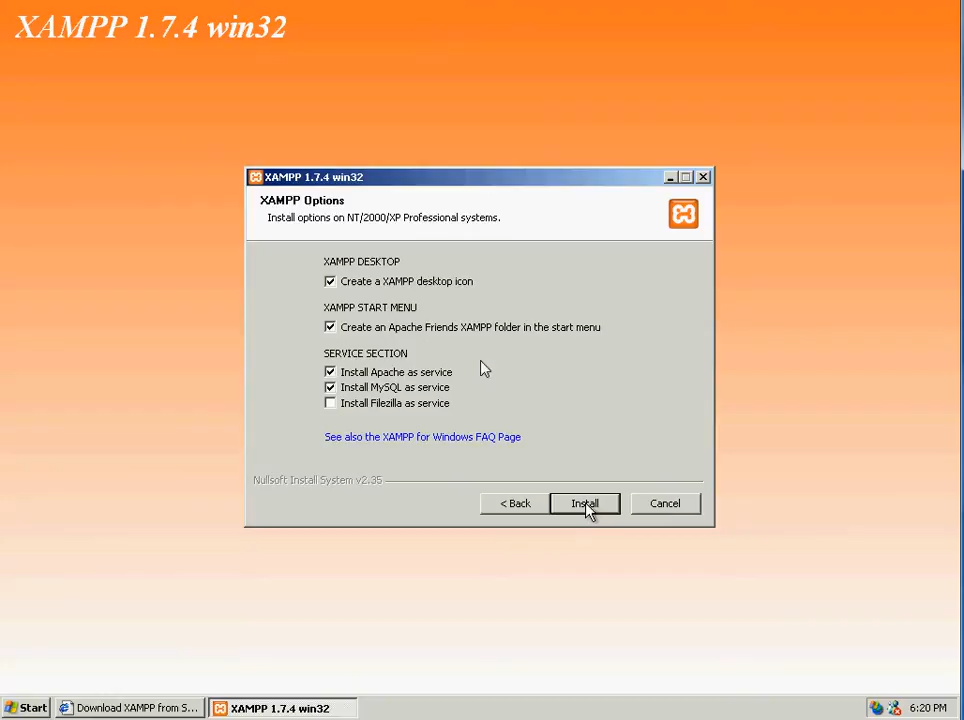 XAMPP 1.7.4 win32
XAMPP 1.7.4 win32
XAMPP Options
Install options on NT/2000/XP Professional systems.
XAMPP DESKTOP
Create a XAMPP desktop icon
XAMPP START MENU
Create an Apache Friends XAMPP folder in the start menu
SERVICE SECTION
Install Apache as service
Install MySQL as service
Install Filezilla as service
See also the XAMPP for Windows FAQ Page
Nullsoft Install System v2.35
< Back Install Cancel
Start Download XAMPP from S... XAMPP 1.7.4 win32 6:20 PM